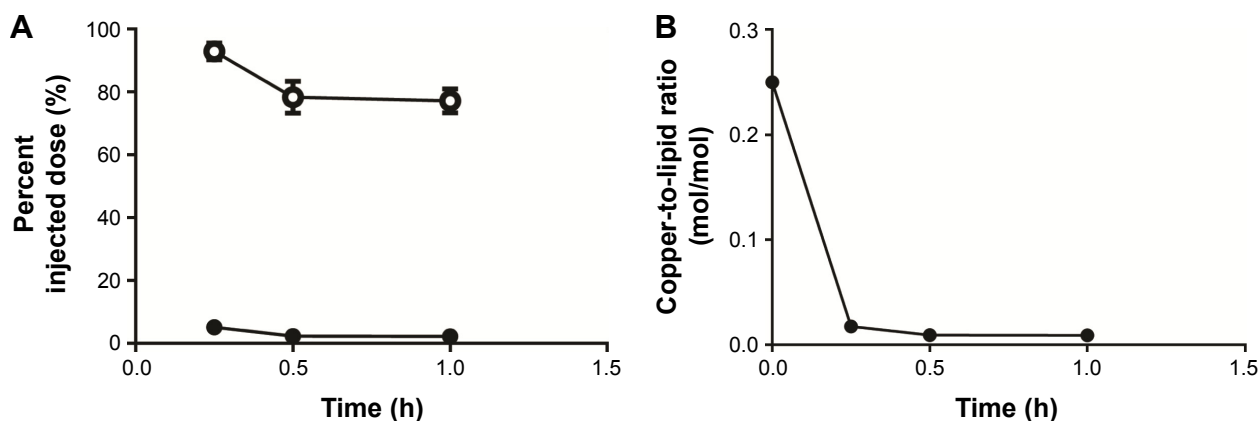 A
Percent
injected dose (%)
100
80
60
40
20
0
0.0
0.5
1.0
1.5
Time (h)
B
Copper-to-lipid ratio
(mol/mol)
0.3
0.2
0.1
0.0
0.0
0.5
1.0
1.5
Time (h)